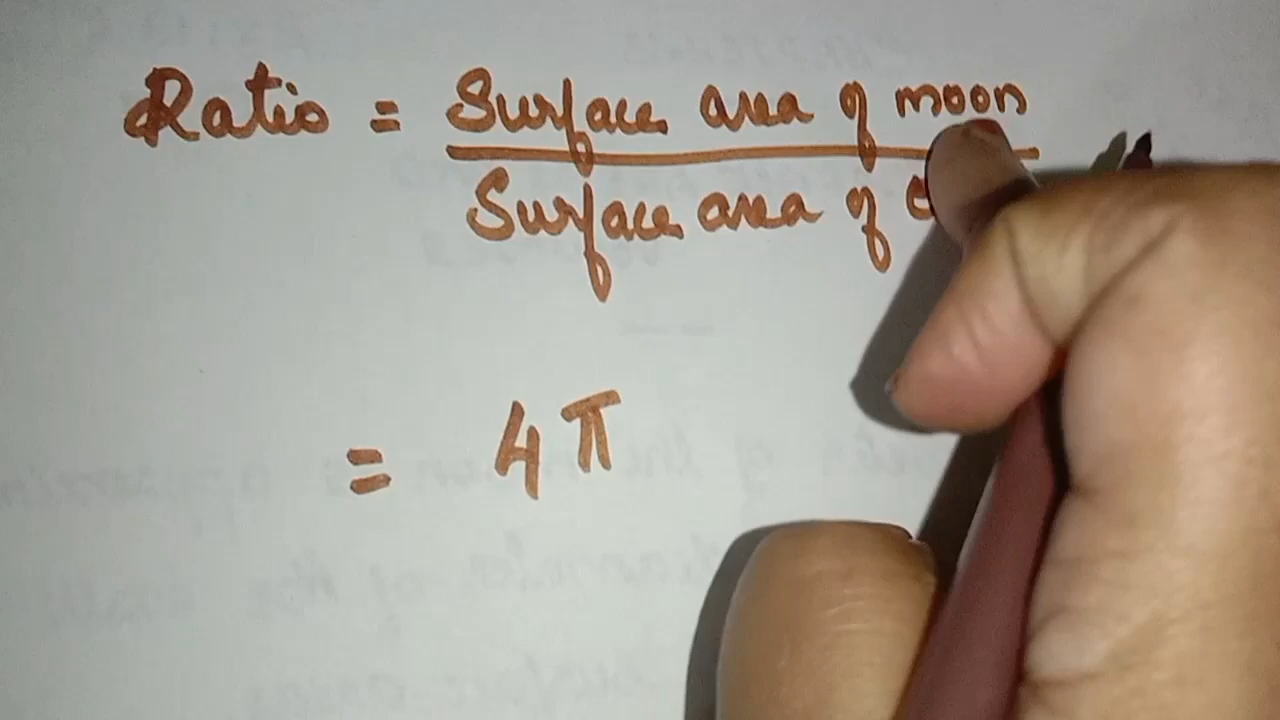 Ratio = Surface area of moon
Surface area of
= 4π